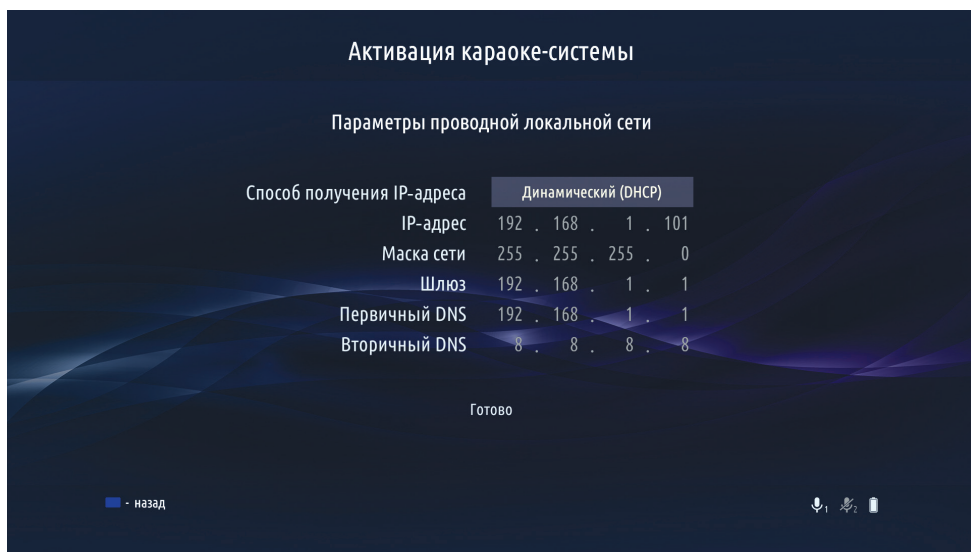 Активация караоке-системы
Параметры проводной локальной сети
Способ получения IP-адреса Динамический (DHCP)
IP-адрес 192 . 168 . 1 . 101
Маска сети 255 . 255 . 255 . 0
Шлюз 192 . 168 . 1 . 1
Первичный DNS 192 . 168 . 1 . 1
Вторичный DNS 8 . 8 . 8 . 8
Готово
- назад 1 2